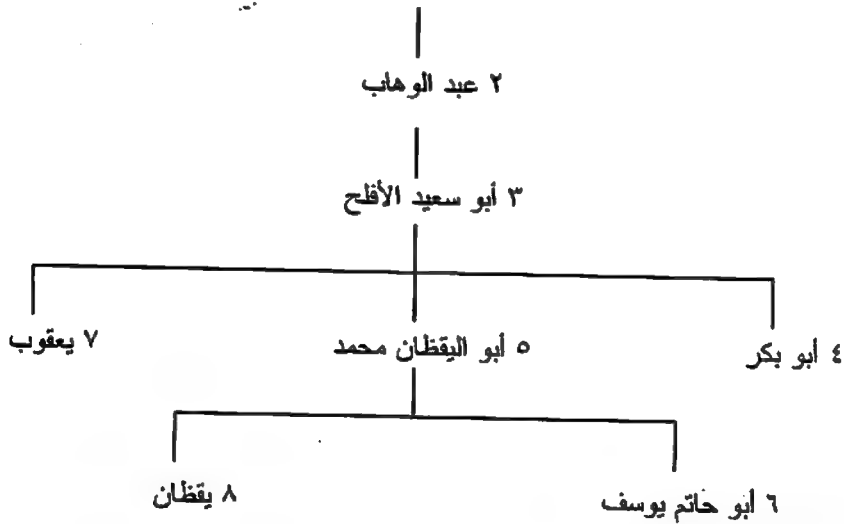 ٢ عبد الوهاب
٣ أبو سعيد الأفلح
٤ أبو بكر
٥ أبو اليقظان محمد
٧ يعقوب
٦ أبو حاتم يوسف
٨ يقظان